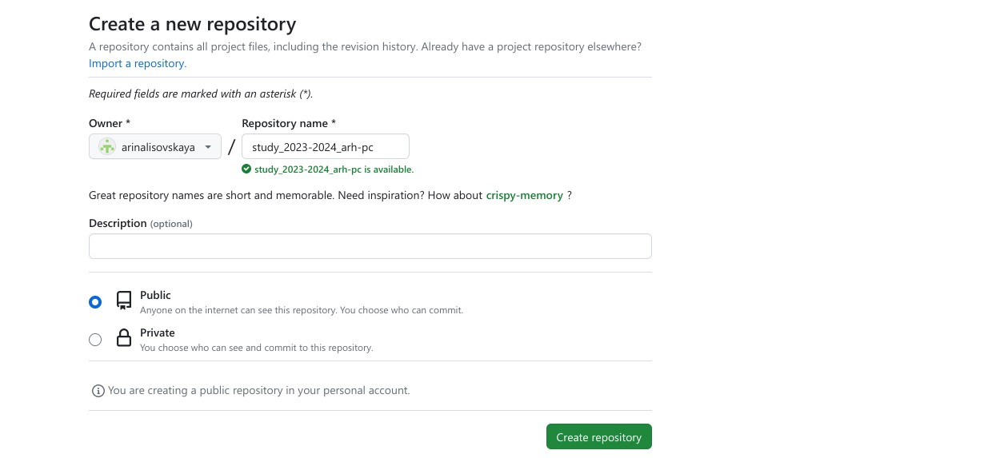 Create a new repository
A repository contains all project files, including the revision history. Already have a project repository elsewhere?
Import a repository.
Required fields are marked with an asterisk (*).
Owner *
Repository name *
arinalisovskaya
/
study_2023-2024_arh-pc
study_2023-2024_arh-pc is available.
Great repository names are short and memorable. Need inspiration? How about crispy-memory ?
Description (optional)
Public
Anyone on the internet can see this repository. You choose who can commit.
Private
You choose who can see and commit to this repository.
You are creating a public repository in your personal account.
Create repository